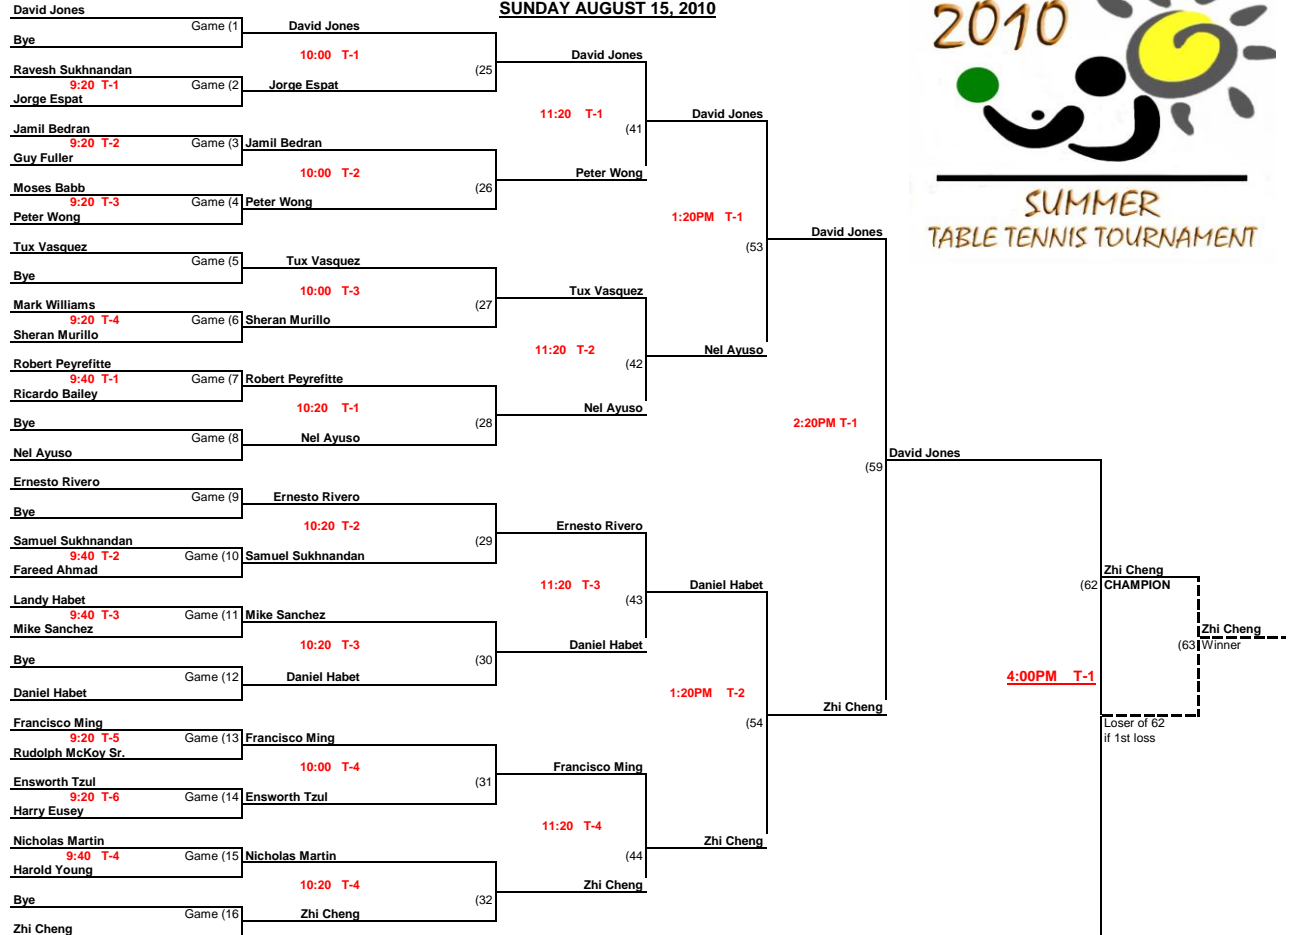 David Jones
SUNDAY AUGUST 15, 2010
2010
Game (1
David Jones
Bye
10:00 T-1
David Jones
Ravesh Sukhnandan
(25
9:20 T-1
Game (2
Jorge Espat
Jorge Espat
11:20 T-1
David Jones
Jamil Bedran
(41
9:20 T-2
Game (3
Jamil Bedran
Guy Fuller
10:00 T-2
Peter Wong
Moses Babb
(26
9:20 T-3
Game (4
Peter Wong
Peter Wong
SUMMER
TABLE TENNIS TOURNAMENT
1:20PM T-1
David Jones
Tux Vasquez
(53
Game (5
Tux Vasquez
Bye
10:00 T-3
Tux Vasquez
Mark Williams
(27
9:20 T-4
Game (6
Sheran Murillo
Sheran Murillo
11:20 T-2
Nel Ayuso
Robert Peyrefitte
(42
9:40 T-1
Game (7
Robert Peyrefitte
Ricardo Bailey
10:20 T-1
Nel Ayuso
Bye
(28
2:20PM T-1
Game (8
Nel Ayuso
Nel Ayuso
David Jones
(59
Ernesto Rivero
Game (9
Ernesto Rivero
Bye
10:20 T-2
Ernesto Rivero
Samuel Sukhnandan
(29
9:40 T-2
Game (10
Samuel Sukhnandan
Fareed Ahmad
11:20 T-3
Daniel Habet
Zhi Cheng
(62
CHAMPION
Landy Habet
(43
9:40 T-3
Game (11
Mike Sanchez
Mike Sanchez
Zhi Cheng
(63
Winner
10:20 T-3
Daniel Habet
Bye
(30
Game (12
Daniel Habet
4:00PM T-1
Daniel Habet
1:20PM T-2
Zhi Cheng
Francisco Ming
(54
Loser of 62
if 1st loss
9:20 T-5
Game (13
Francisco Ming
Rudolph McKoy Sr.
10:00 T-4
Francisco Ming
Ensworth Tzul
(31
9:20 T-6
Game (14
Ensworth Tzul
Harry Eusey
11:20 T-4
Zhi Cheng
Nicholas Martin
(44
9:40 T-4
Game (15
Nicholas Martin
Harold Young
10:20 T-4
Zhi Cheng
Bye
(32
Game (16
Zhi Cheng
Zhi Cheng